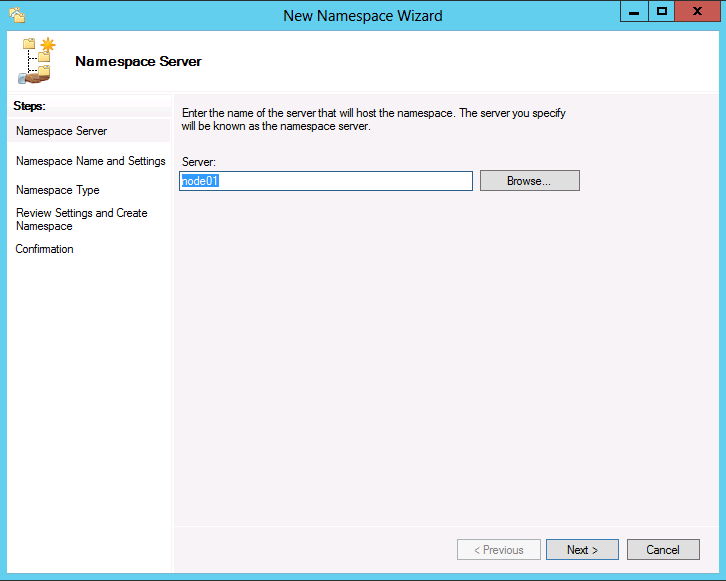 New Namespace Wizard
Namespace Server
Steps:
Namespace Server
Namespace Name and Settings
Namespace Type
Review Settings and Create
Namespace
Confirmation
Enter the name of the server that will host the namespace. The server you specify
will be known as the namespace server.
Server:
node01
Browse...
< Previous
Next >
Cancel